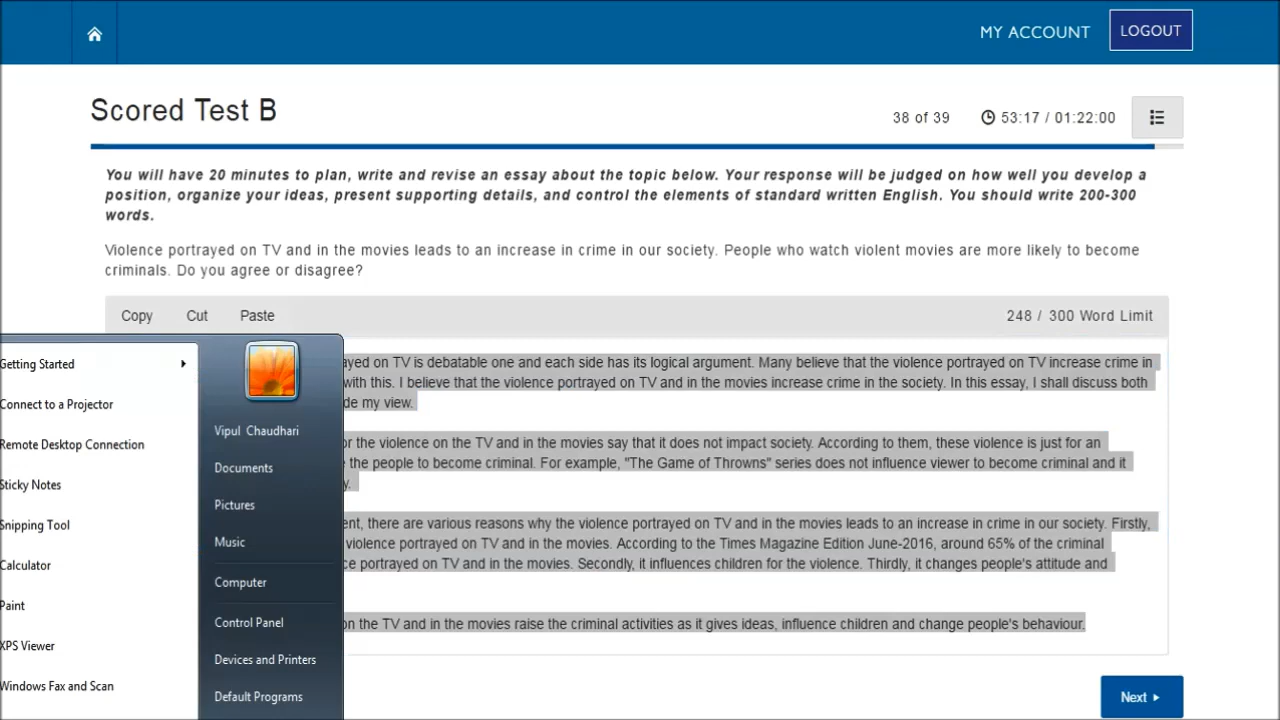 MY ACCOUNT
LOGOUT
Scored Test B
38 of 39
53:17 / 01:22:00
You will have 20 minutes to plan, write and revise an essay about the topic below. Your response will be judged on how well you develop a
position, organize your ideas, present supporting details, and control the elements of standard written English. You should write 200-300
words.
Violence portrayed on TV and in the movies leads to an increase in crime in our society. People who watch violent movies are more likely to become
criminals. Do you agree or disagree?
Copy Cut Paste
248 / 300 Word Limit
ayed on TV is debatable one and each side has its logical argument. Many believe that the violence portrayed on TV increase crime in
with this. I believe that the violence portrayed on TV and in the movies increase crime in the society. In this essay, I shall discuss both
de my view.
or the violence on the TV and in the movies say that it does not impact society. According to them, these violence is just for an
the people to become criminal. For example, "The Game of Throwns" series does not influence viewer to become criminal and it
y.
ent, there are various reasons why the violence portrayed on TV and in the movies leads to an increase in crime in our society. Firstly,
violence portrayed on TV and in the movies. According to the Times Magazine Edition June-2016, around 65% of the criminal
ce portrayed on TV and in the movies. Secondly, it influences children for the violence. Thirdly, it changes people's attitude and
on the TV and in the movies raise the criminal activities as it gives ideas, influence children and change people's behaviour.
Next
Getting Started
Connect to a Projector
Remote Desktop Connection
Sticky Notes
Snipping Tool
Calculator
Paint
XPS Viewer
Windows Fax and Scan
Vipul Chaudhari
Documents
Pictures
Music
Computer
Control Panel
Devices and Printers
Default Programs